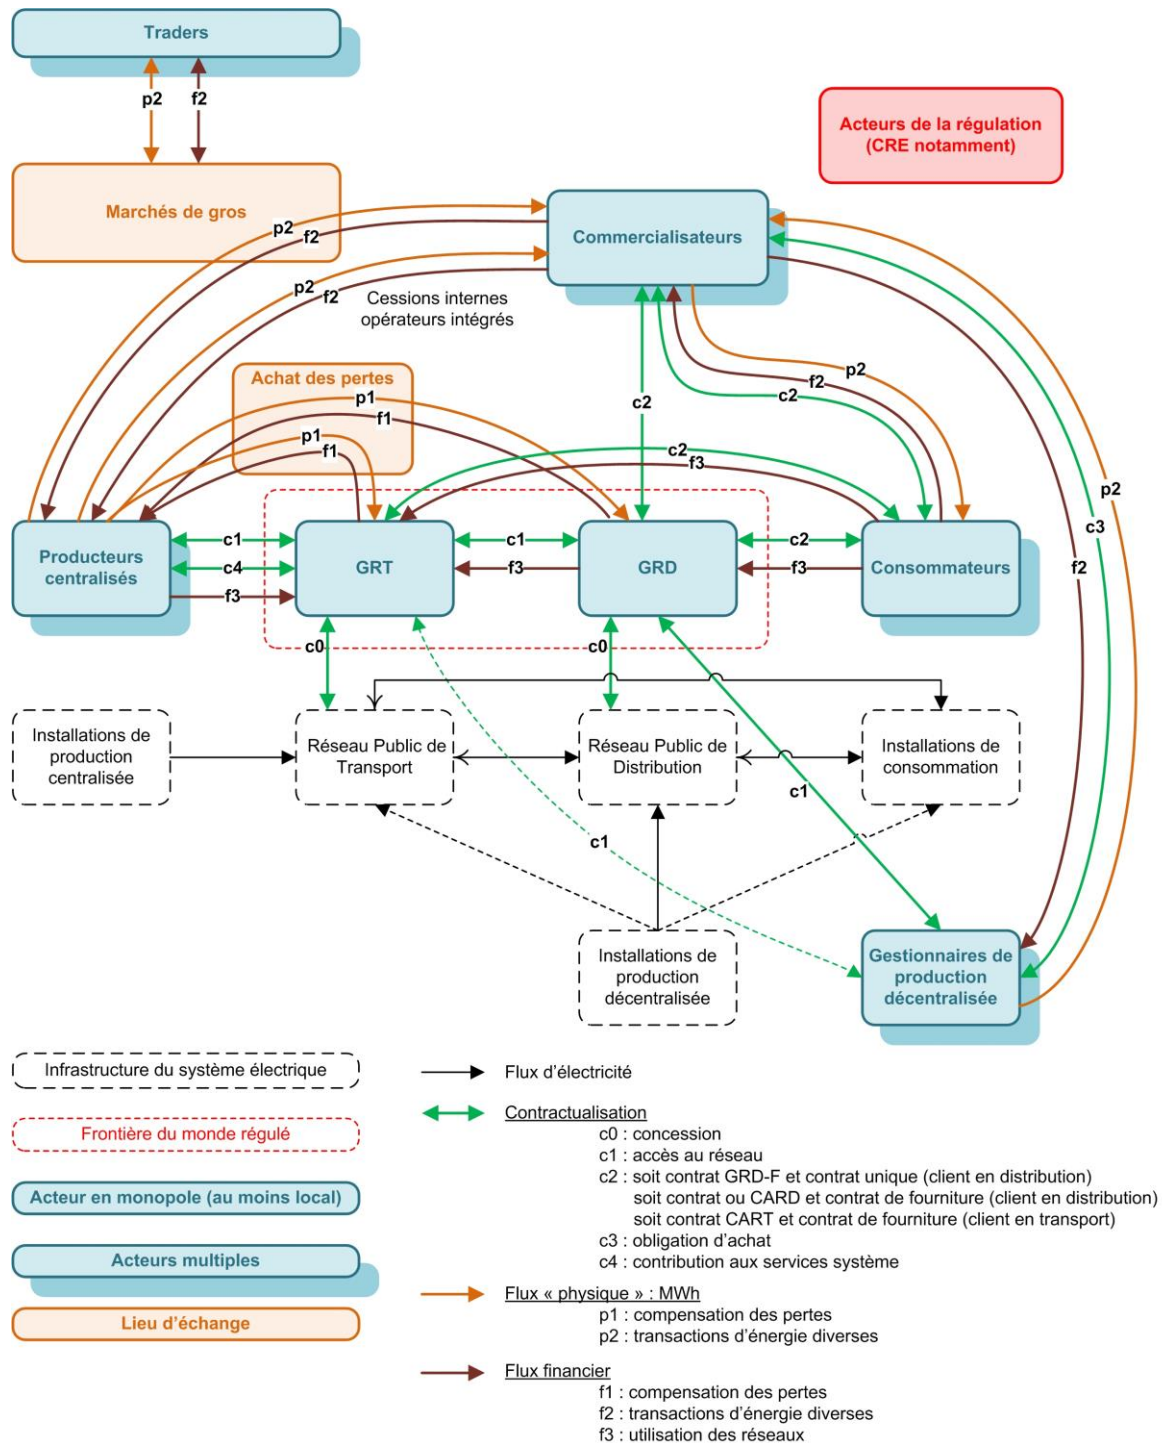 Traders
p2
f2
Acteurs de la régulation
(CRE notamment)
Marchés de gros
p2
f2
Commercialisateurs
p2
f2
Cessions internes
opérateurs intégrés
Achat des pertes
p1
f1
p1
f1
c2
f2
p2
c2
c2
f3
p2
c3
f2
Producteurs
centralisés
c1
c4
f3
GRT
c1
f3
GRD
c2
f3
Consommateurs
c0
c0
Installations de
production
centralisée
Réseau Public de
Transport
Réseau Public de
Distribution
Installations de
consommation
c1
c1
Installations de
production
décentralisée
Gestionnaires de
production
décentralisée
Infrastructure du système électrique
Frontière du monde régulé
Acteur en monopole (au moins local)
Acteurs multiples
Lieu d'échange
Flux d'électricité
Contractualisation
c0 : concession
c1 : accès au réseau
c2 : soit contrat GRD-F et contrat unique (client en distribution)
soit contrat ou CARD et contrat de fourniture (client en distribution)
soit contrat CART et contrat de fourniture (client en transport)
c3 : obligation d'achat
c4 : contribution aux services système
Flux « physique » : MWh
p1 : compensation des pertes
p2 : transactions d'énergie diverses
Flux financier
f1 : compensation des pertes
f2 : transactions d'énergie diverses
f3 : utilisation des réseaux